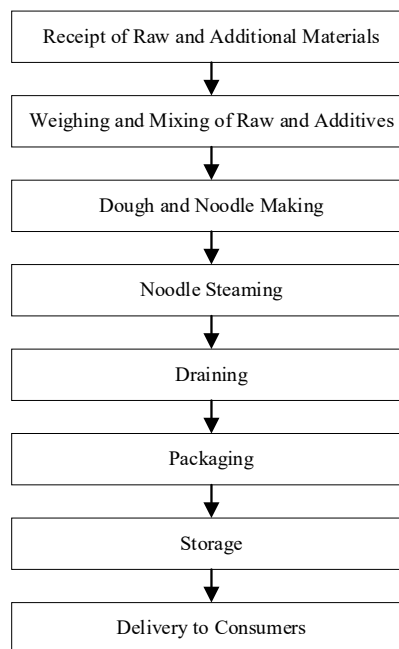 Receipt of Raw and Additional Materials
Weighing and Mixing of Raw and Additives
Dough and Noodle Making
Noodle Steaming
Draining
Packaging
Storage
Delivery to Consumers